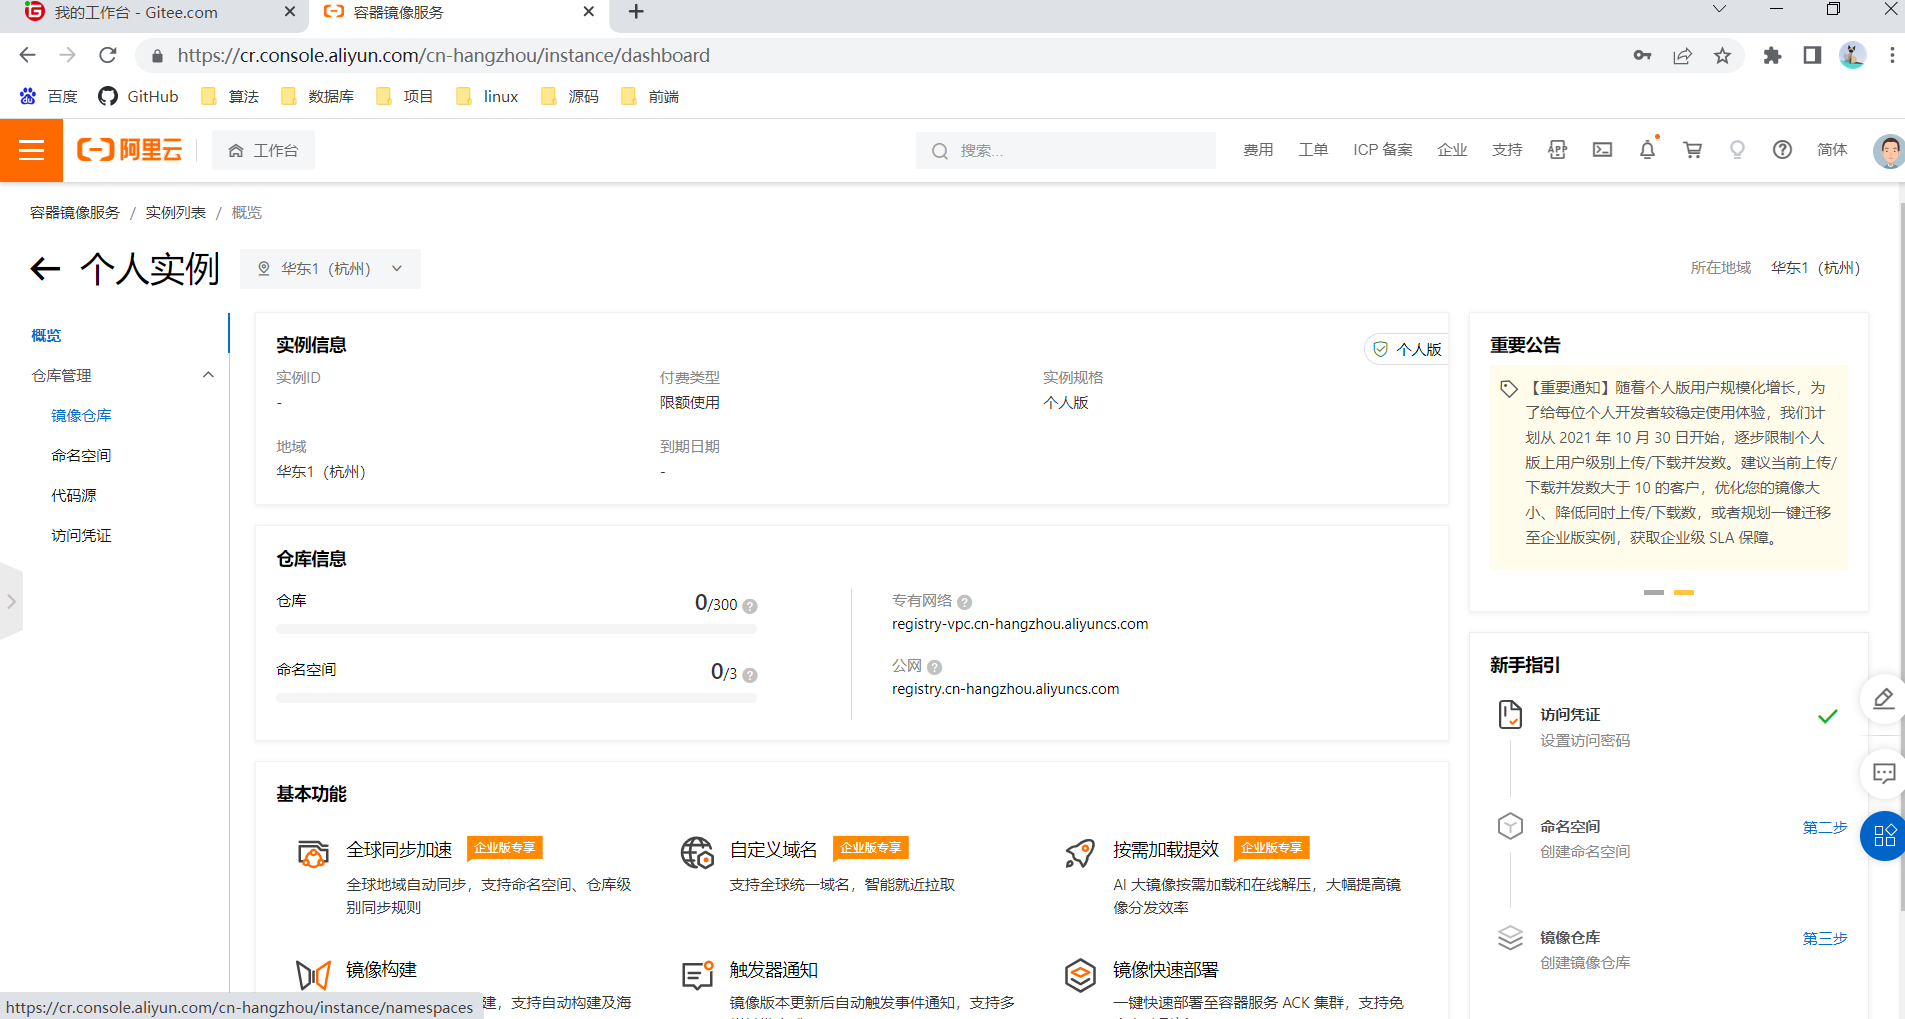 我的工作台 - Gitee.com
容器镜像服务
https://cr.console.aliyun.com/cn-hangzhou/instance/dashboard
百度
GitHub
算法
数据库
项目
linux
源码
前端
阿里云
工作台
搜索...
费用
工单
ICP 备案
企业
支持
APP
简体
容器镜像服务 / 实例列表 / 概览
个人实例
华东1（杭州）
所在地域 华东1（杭州）
概览
仓库管理
镜像仓库
命名空间
代码源
访问凭证
实例信息
个人版
实例ID
-
付费类型
限额使用
实例规格
个人版
地域
华东1（杭州）
到期日期
-
仓库信息
仓库
0/300
命名空间
0/3
专有网络
registry-vpc.cn-hangzhou.aliyuncs.com
公网
registry.cn-hangzhou.aliyuncs.com
基本功能
全球同步加速 企业版专享
全球地域自动同步，支持命名空间、仓库级
别同步规则
自定义域名 企业版专享
支持全球统一域名，智能就近拉取
按需加载提效 企业版专享
AI 大镜像按需加载和在线解压，大幅提高镜
像分发效率
镜像构建
建，支持自动构建及海
触发器通知
镜像版本更新后自动触发事件通知，支持多
镜像快速部署
一键快速部署至容器服务 ACK 集群，支持免
重要公告
【重要通知】随着个人版用户规模化增长，为
了给每位个人开发者较稳定使用体验，我们计
划从 2021 年 10 月 30 日开始，逐步限制个人
版上用户级别上传/下载并发数。建议当前上传/
下载并发数大于 10 的客户，优化您的镜像大
小、降低同时上传/下载数，或者规划一键迁移
至企业版实例，获取企业级 SLA 保障。
新手指引
访问凭证
设置访问密码
命名空间
第二步
创建命名空间
镜像仓库
第三步
创建镜像仓库
https://cr.console.aliyun.com/cn-hangzhou/instance/namespaces